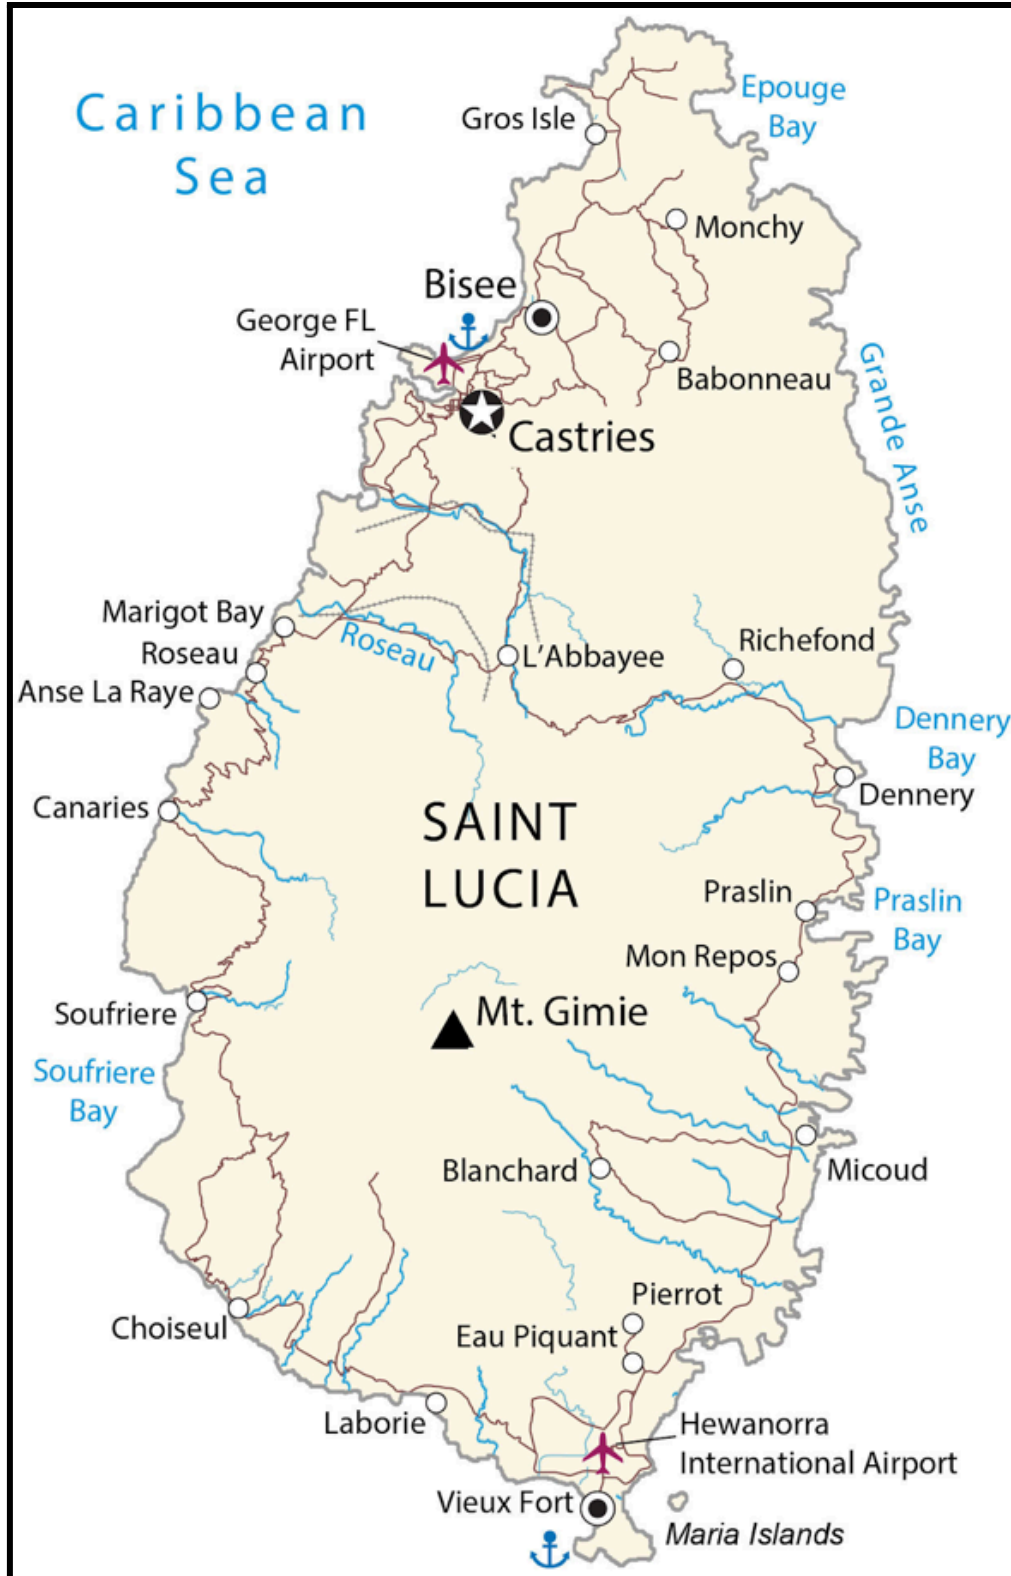 Caribbean
Sea
Epouge
Bay
Gros Isle
Monchy
Bisee
George FL
Airport
Babonneau
Grande Anse
Castries
Marigot Bay
Roseau
Roseau
L'Abbayee
Richefond
Anse La Raye
Dennery
Bay
Canaries
Dennery
SAINT
LUCIA
Praslin
Praslin
Bay
Mon Repos
Soufriere
Mt. Gimie
Soufriere
Bay
Blanchard
Micoud
Pierrot
Choiseul
Eau Piquant
Laborie
Hewanorra
International Airport
Vieux Fort
Maria Islands